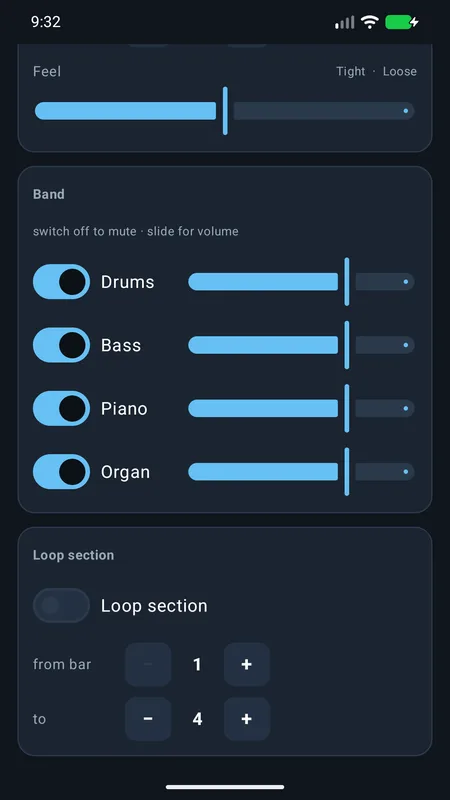 9:32
Feel
Tight · Loose
Band
switch off to mute · slide for volume
Drums
Bass
Piano
Organ
Loop section
Loop section
from bar − 1 +
to − 4 +